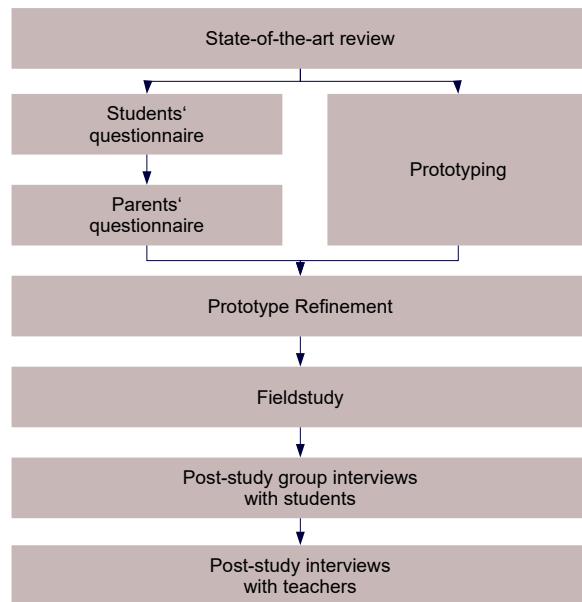 State-of-the-art review
Students‘
questionnaire
Parents‘
questionnaire
Prototyping
Prototype Refinement
Fieldstudy
Post-study group interviews
with students
Post-study interviews
with teachers